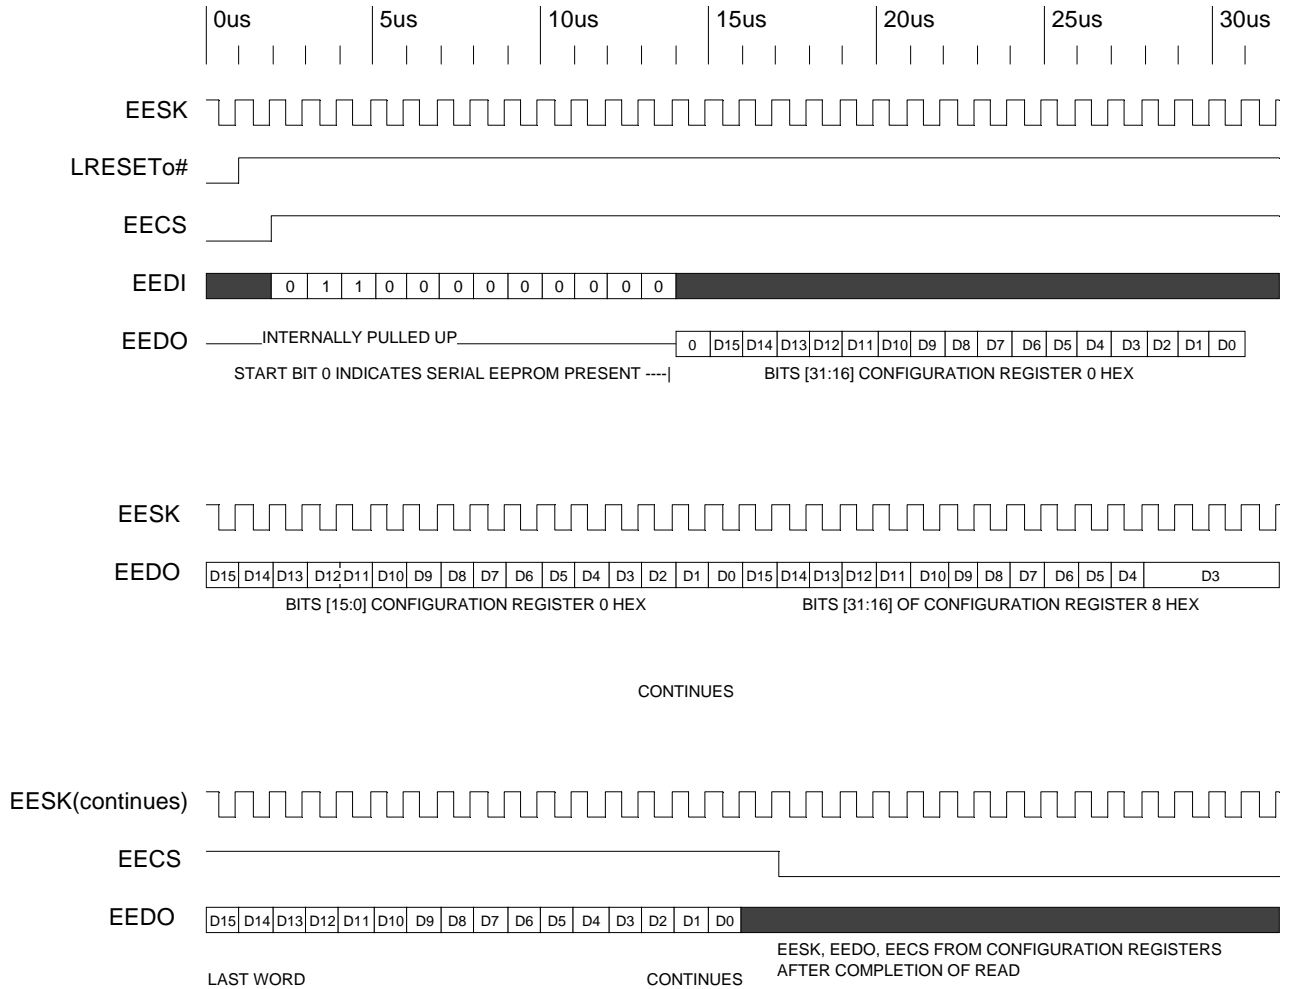 0us 5us 10us 15us 20us 25us 30us
EESK
LRESETo#
EECS
EEDI 0 1 1 0 0 0 0 0 0 0 0 0
EEDO INTERNALLY PULLED UP 0 D15 D14 D13 D12 D11 D10 D9 D8 D7 D6 D5 D4 D3 D2 D1 D0
START BIT 0 INDICATES SERIAL EEPROM PRESENT ----| BITS [31:16] CONFIGURATION REGISTER 0 HEX
EESK
EEDO D15 D14 D13 D12 D11 D10 D9 D8 D7 D6 D5 D4 D3 D2 D1 D0 D15 D14 D13 D12 D11 D10 D9 D8 D7 D6 D5 D4 D3
BITS [15:0] CONFIGURATION REGISTER 0 HEX BITS [31:16] OF CONFIGURATION REGISTER 8 HEX
CONTINUES
EESK(continues)
EECS
EEDO D15 D14 D13 D12 D11 D10 D9 D8 D7 D6 D5 D4 D3 D2 D1 D0
EESK, EEDO, EECS FROM CONFIGURATION REGISTERS
AFTER COMPLETION OF READ
LAST WORD CONTINUES